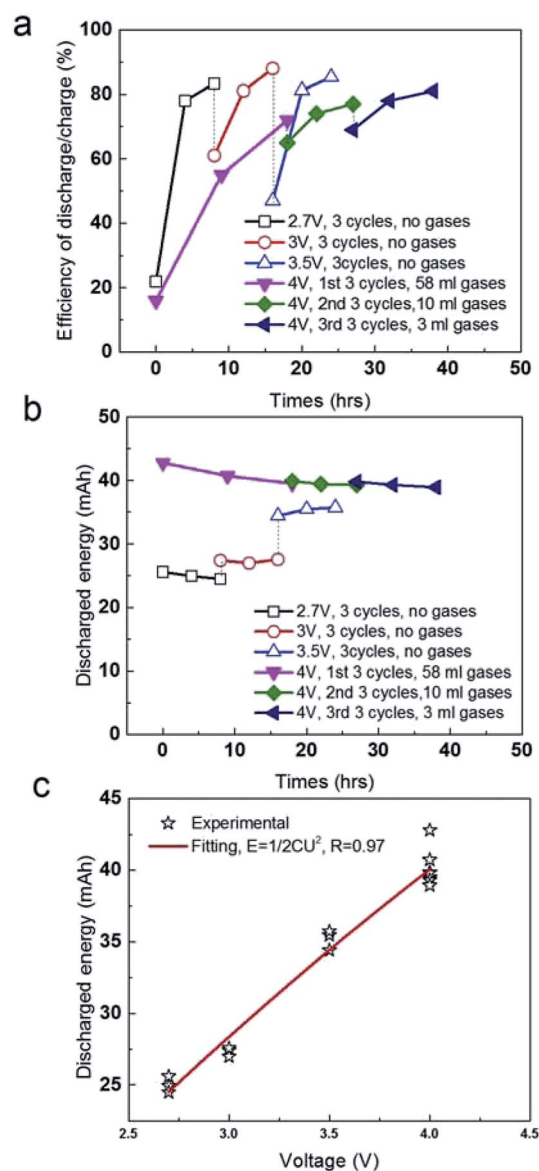 a
100
80
60
40
20
0
Efficiency of discharge/charge (%)
2.7V, 3 cycles, no gases
3V, 3 cycles, no gases
3.5V, 3cycles, no gases
4V, 1st 3 cycles, 58 ml gases
4V, 2nd 3 cycles,10 ml gases
4V, 3rd 3 cycles, 3 ml gases
0 10 20 30 40 50
Times (hrs)
b
50
40
30
20
10
0
Discharged energy (mAh)
2.7V, 3 cycles, no gases
3V, 3 cycles, no gases
3.5V, 3cycles, no gases
4V, 1st 3 cycles, 58 ml gases
4V, 2nd 3 cycles,10 ml gases
4V, 3rd 3 cycles, 3 ml gases
0 10 20 30 40 50
Times (hrs)
c
45
40
35
30
25
Discharged energy (mAh)
Experimental
Fitting, E=1/2CU², R=0.97
2.5 3.0 3.5 4.0 4.5
Voltage (V)